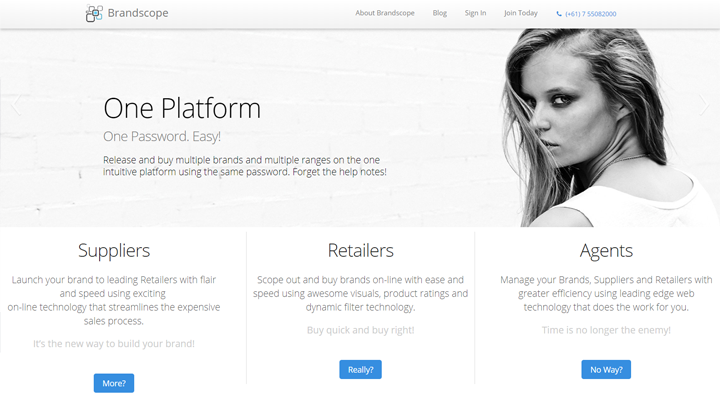 Brandscope
About Brandscope
Blog
Sign In
Join Today
(+61) 7 55082000
One Platform
One Password. Easy!
Release and buy multiple brands and multiple ranges on the one
intuitive platform using the same password. Forget the help notes!
Suppliers
Launch your brand to leading Retailers with flair
and speed using exciting
on-line technology that streamlines the expensive
sales process.
It's the new way to build your brand!
More?
Retailers
Scope out and buy brands on-line with ease and
speed using awesome visuals, product ratings and
dynamic filter technology.
Buy quick and buy right!
Really?
Agents
Manage your Brands, Suppliers and Retailers with
greater efficiency using leading edge web
technology that does the work for you.
Time is no longer the enemy!
No Way?